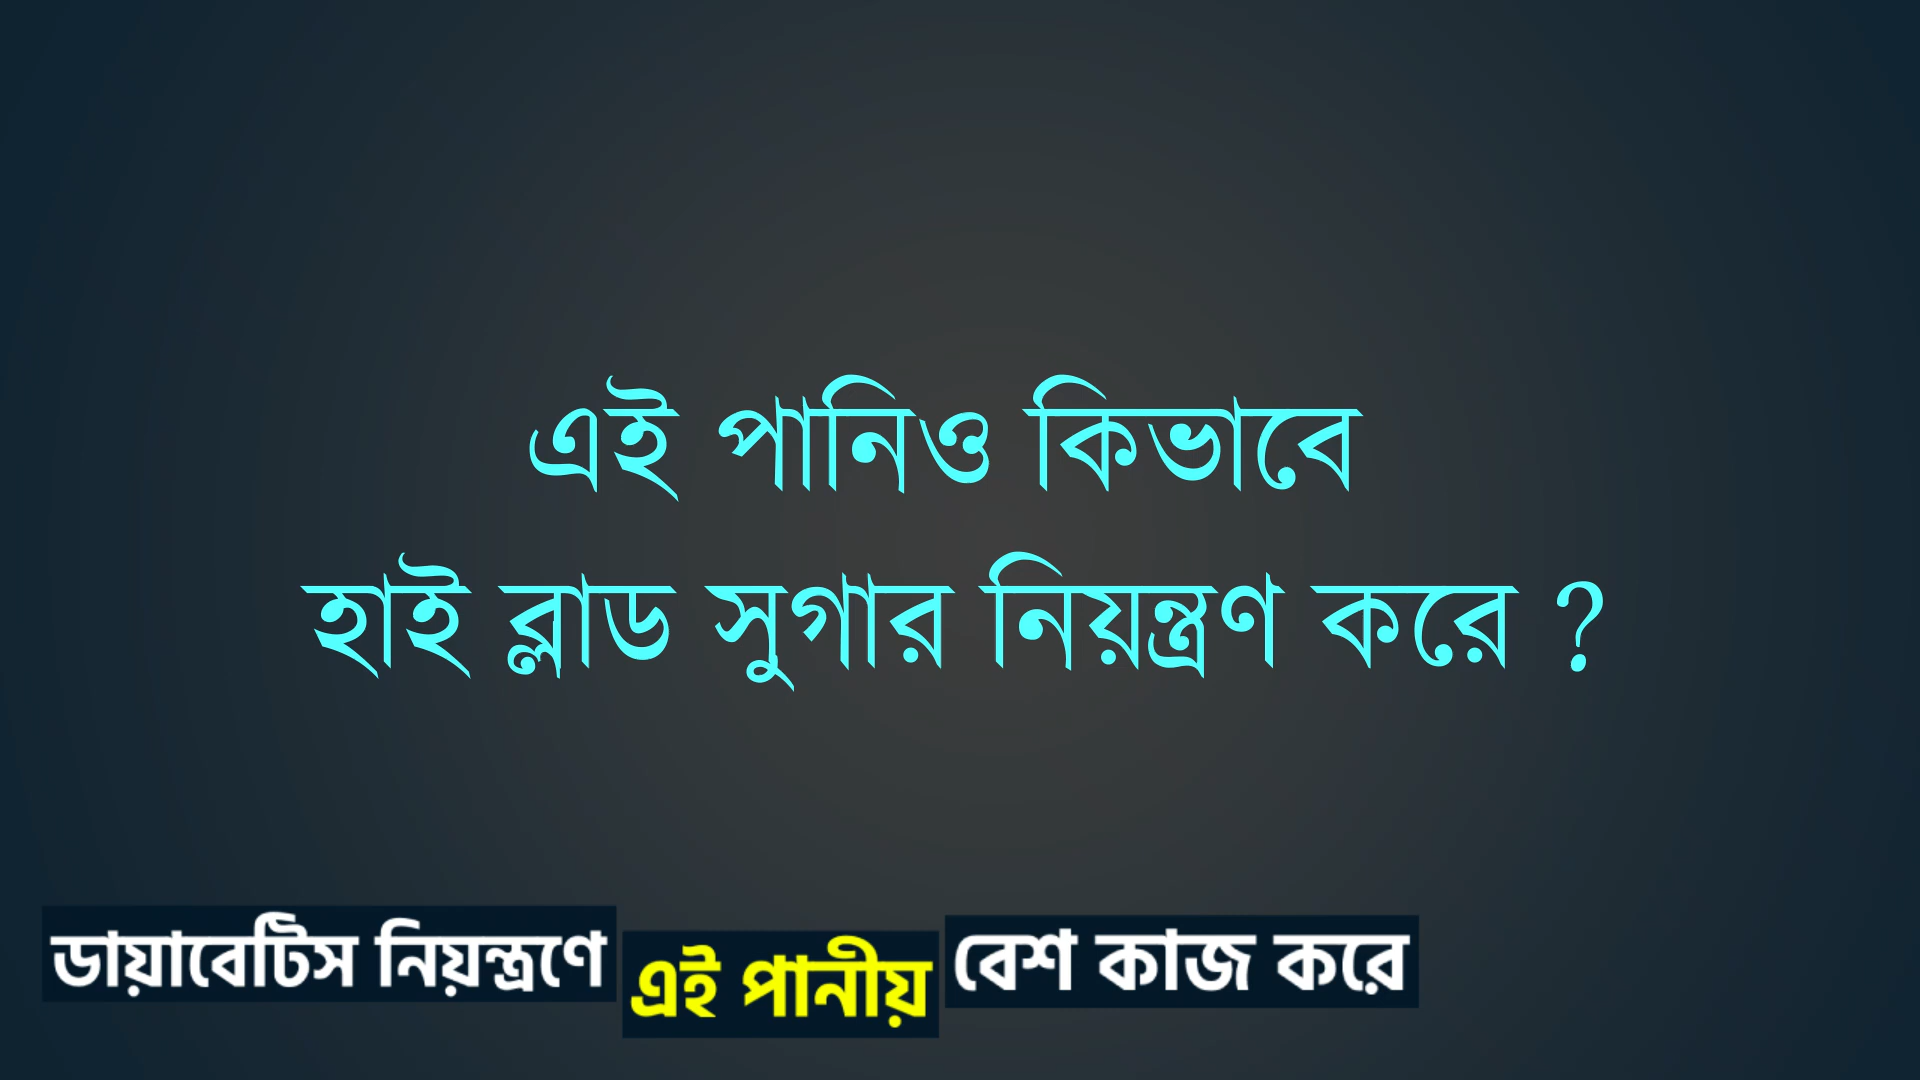 এই পানিও কিভাবে
হাই ব্লাড সুগার নিয়ন্ত্রণ করে ?
ডায়াবেটিস নিয়ন্ত্রণে এই পানীয় বেশ কাজ করে